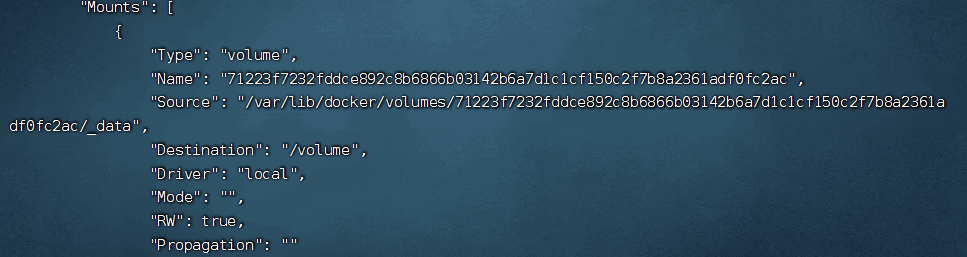 "Mounts": [
{
"Type": "volume",
"Name": "71223f7232fddce892c8b6866b03142b6a7d1c1cf150c2f7b8a2361adf0fc2ac",
"Source": "/var/lib/docker/volumes/71223f7232fddce892c8b6866b03142b6a7d1c1cf150c2f7b8a2361a
df0fc2ac/_data",
"Destination": "/volume",
"Driver": "local",
"Mode": "",
"RW": true,
"Propagation": ""